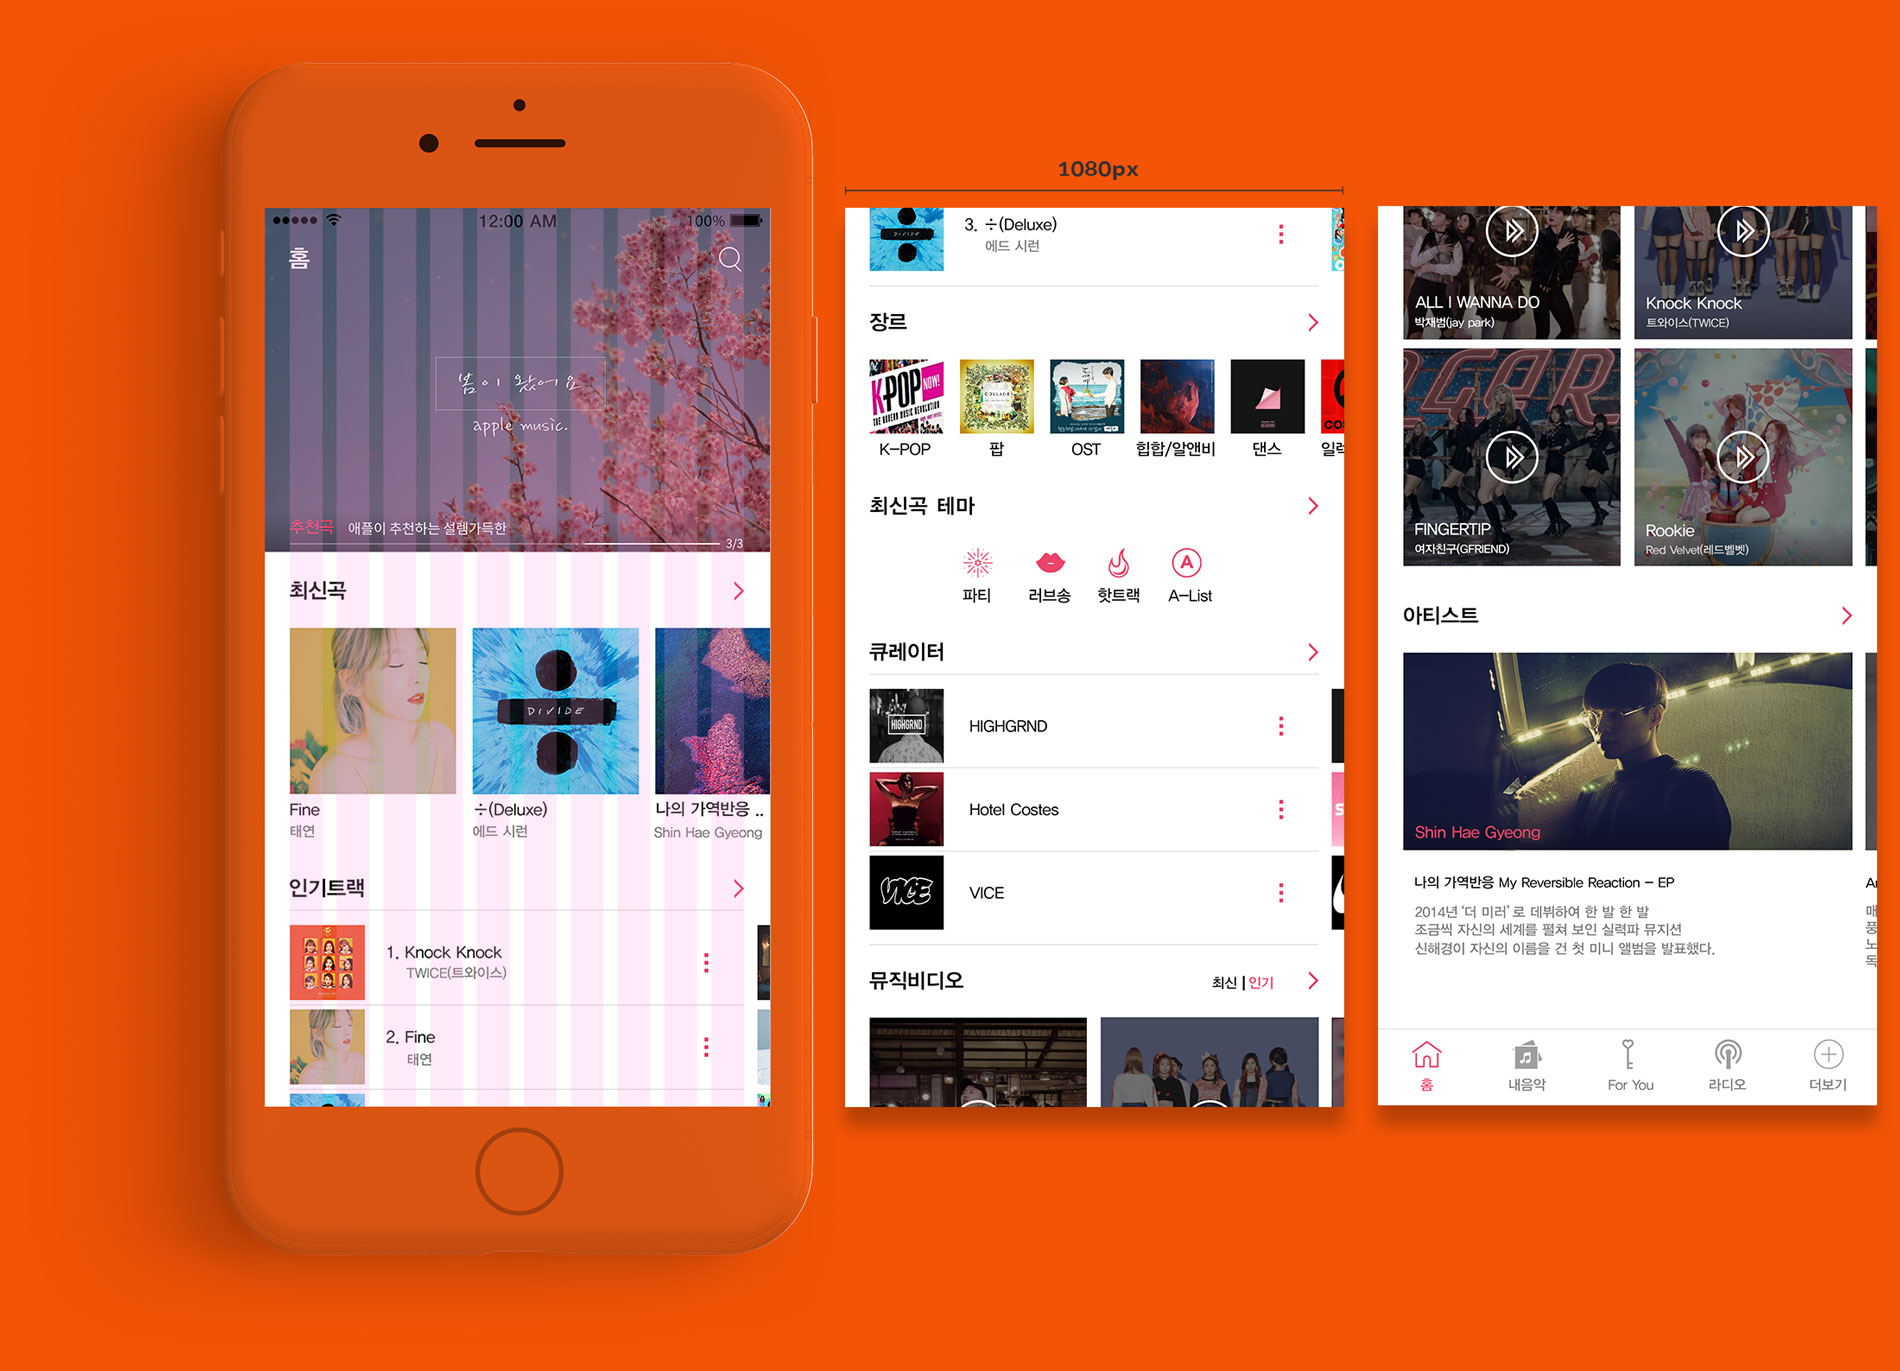 12:00 AM
100%
홈
봄이 왔어요
apple music.
추천곡 애플이 추천하는 설렘가득한
3/3
최신곡
DIVIDE
Fine
태연
÷(Deluxe)
에드 시런
나의 가역반응 ..
Shin Hae Gyeong
인기트랙
1. Knock Knock
TWICE(트와이스)
2. Fine
태연
1080px
DIVIDE
3. ÷(Deluxe)
에드 시런
장르
K-POP NOW!
THE MODERN MUSIC REVOLUTION
COLLAGE
K-POP
팝
OST
힙합/알앤비
댄스
일렉
최신곡 테마
A
파티
러브송
핫트랙
A-List
큐레이터
HIGHGRND
HIGHGRND
Hotel Costes
VICE
VICE
뮤직비디오
최신 | 인기
ALL I WANNA DO
박재범(jay park)
Knock Knock
트와이스(TWICE)
FINGERTIP
여자친구(GFRIEND)
Rookie
Red Velvet(레드벨벳)
아티스트
Shin Hae Gyeong
나의 가역반응 My Reversible Reaction - EP
2014년 '더 미러'로 데뷔하여 한 발 한 발
조금씩 자신의 세계를 펼쳐 보인 실력파 뮤지션
신해경이 자신의 이름을 건 첫 미니 앨범을 발표했다.
홈
내음악
For You
라디오
더보기